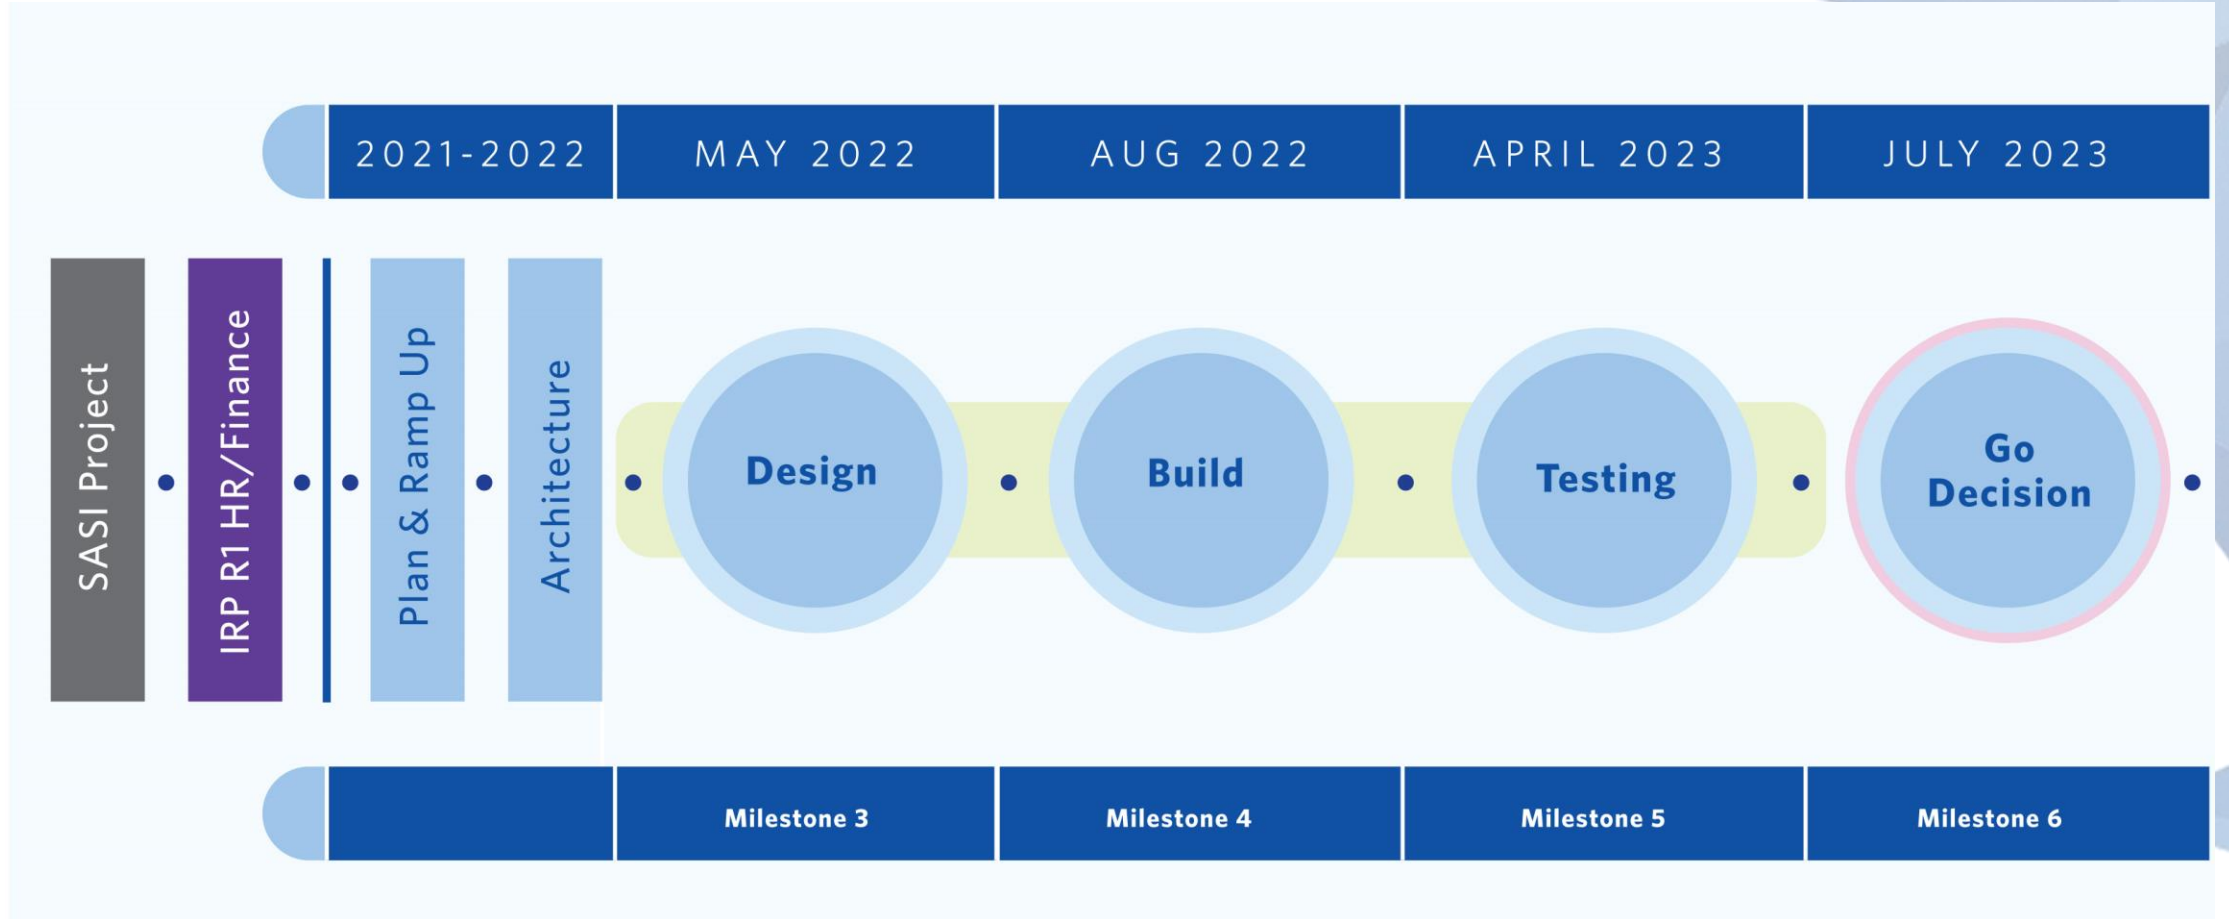 2021-2022
MAY 2022
AUG 2022
APRIL 2023
JULY 2023
SASI Project
IRP R1 HR/Finance
Plan & Ramp Up
Architecture
Design
Build
Testing
Go
Decision
Milestone 3
Milestone 4
Milestone 5
Milestone 6